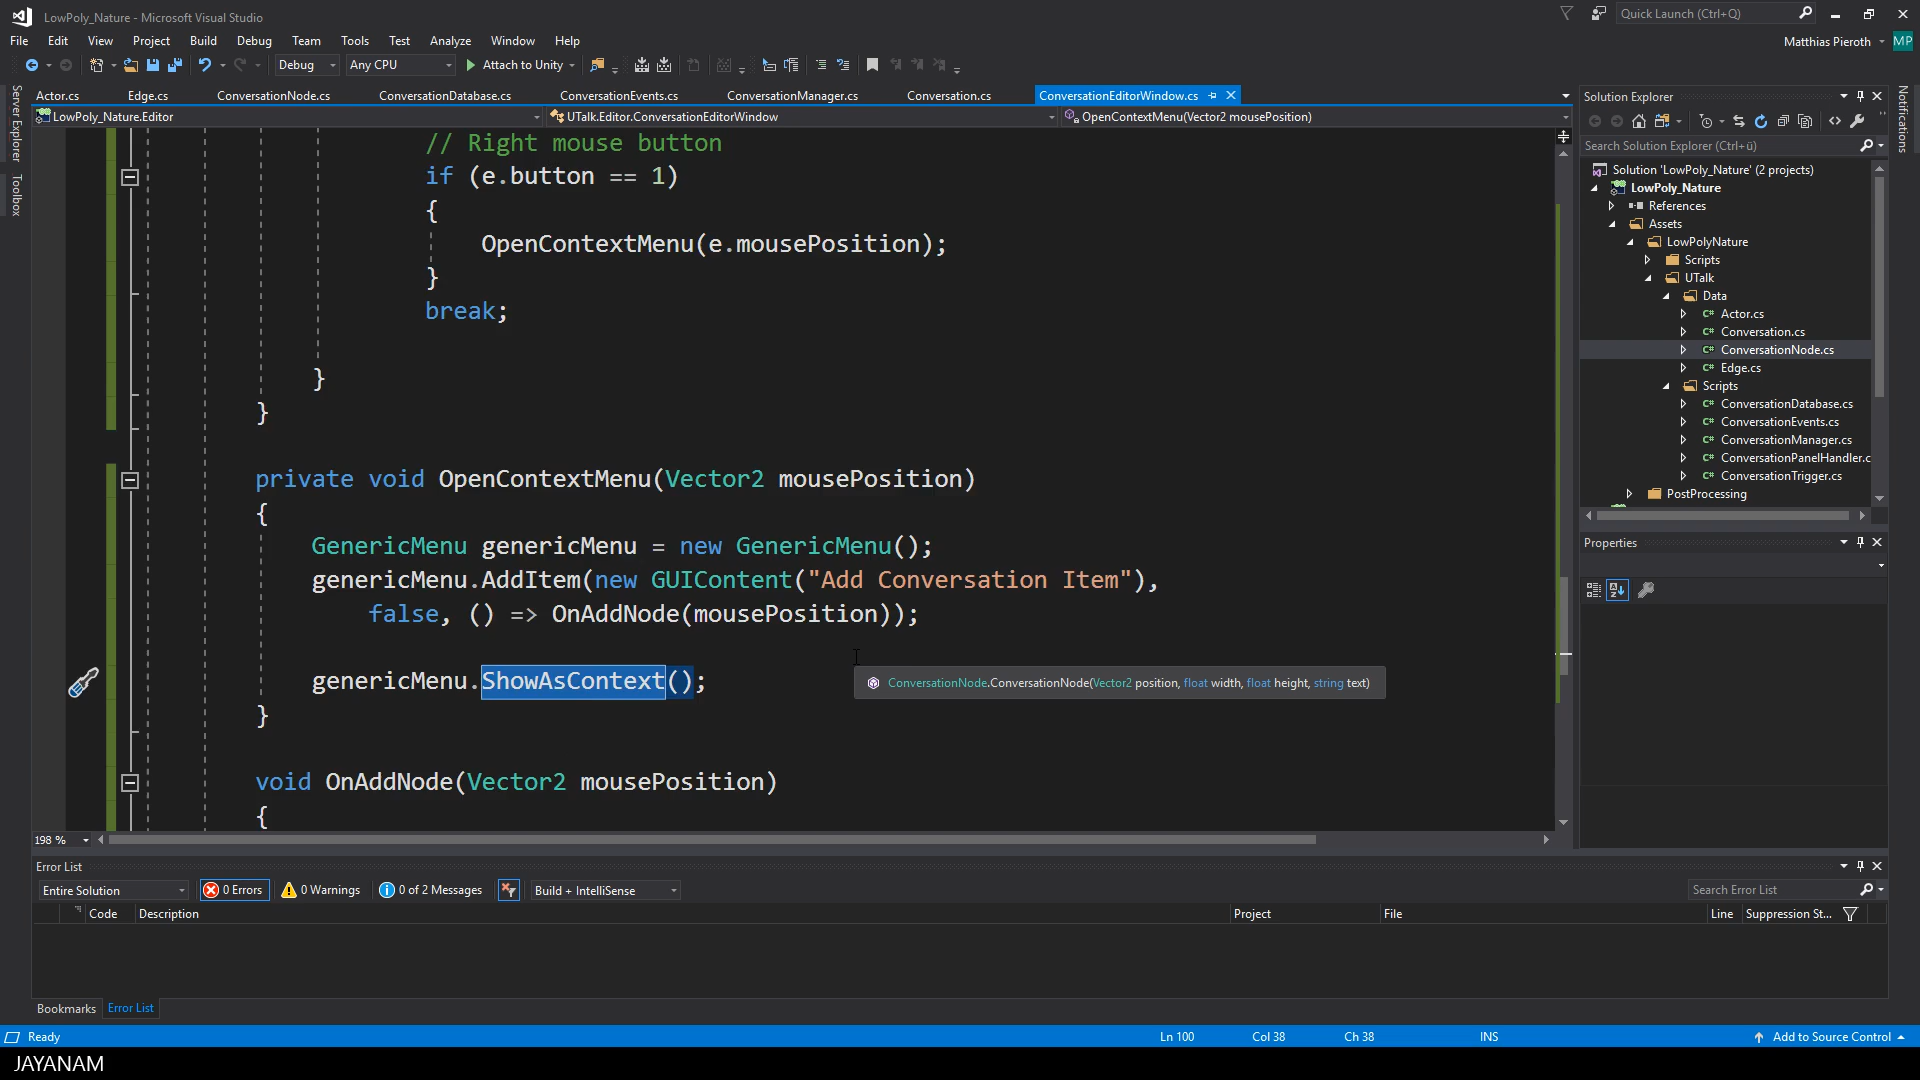 LowPoly_Nature - Microsoft Visual Studio
Quick Launch (Ctrl+Q)
File Edit View Project Build Debug Team Tools Test Analyze Window Help
Matthias Pieroth MP
Debug Any CPU Attach to Unity
Actor.cs Edge.cs ConversationNode.cs ConversationDatabase.cs ConversationEvents.cs ConversationManager.cs Conversation.cs ConversationEditorWindow.cs
LowPoly_Nature.Editor UTalk.Editor.ConversationEditorWindow OpenContextMenu(Vector2 mousePosition)
Server Explorer
Toolbox
// Right mouse button
if (e.button == 1)
{
OpenContextMenu(e.mousePosition);
}
break;
}
}
private void OpenContextMenu(Vector2 mousePosition)
{
GenericMenu genericMenu = new GenericMenu();
genericMenu.AddItem(new GUIContent("Add Conversation Item"),
false, () => OnAddNode(mousePosition));
genericMenu.ShowAsContext();
ConversationNode.ConversationNode(Vector2 position, float width, float height, string text)
}
void OnAddNode(Vector2 mousePosition)
{
198 %
Solution Explorer
Search Solution Explorer (Ctrl+ü)
Solution 'LowPoly_Nature' (2 projects)
LowPoly_Nature
References
Assets
LowPolyNature
Scripts
UTalk
Data
C# Actor.cs
C# Conversation.cs
C# ConversationNode.cs
C# Edge.cs
Scripts
C# ConversationDatabase.cs
C# ConversationEvents.cs
C# ConversationManager.cs
C# ConversationPanelHandler.c
C# ConversationTrigger.cs
PostProcessing
Properties
Notifications
Error List
Entire Solution 0 Errors 0 Warnings 0 of 2 Messages Build + IntelliSense Search Error List
Code Description Project File Line Suppression St...
Bookmarks Error List
Ready Ln 100 Col 38 Ch 38 INS Add to Source Control
JAYANAM